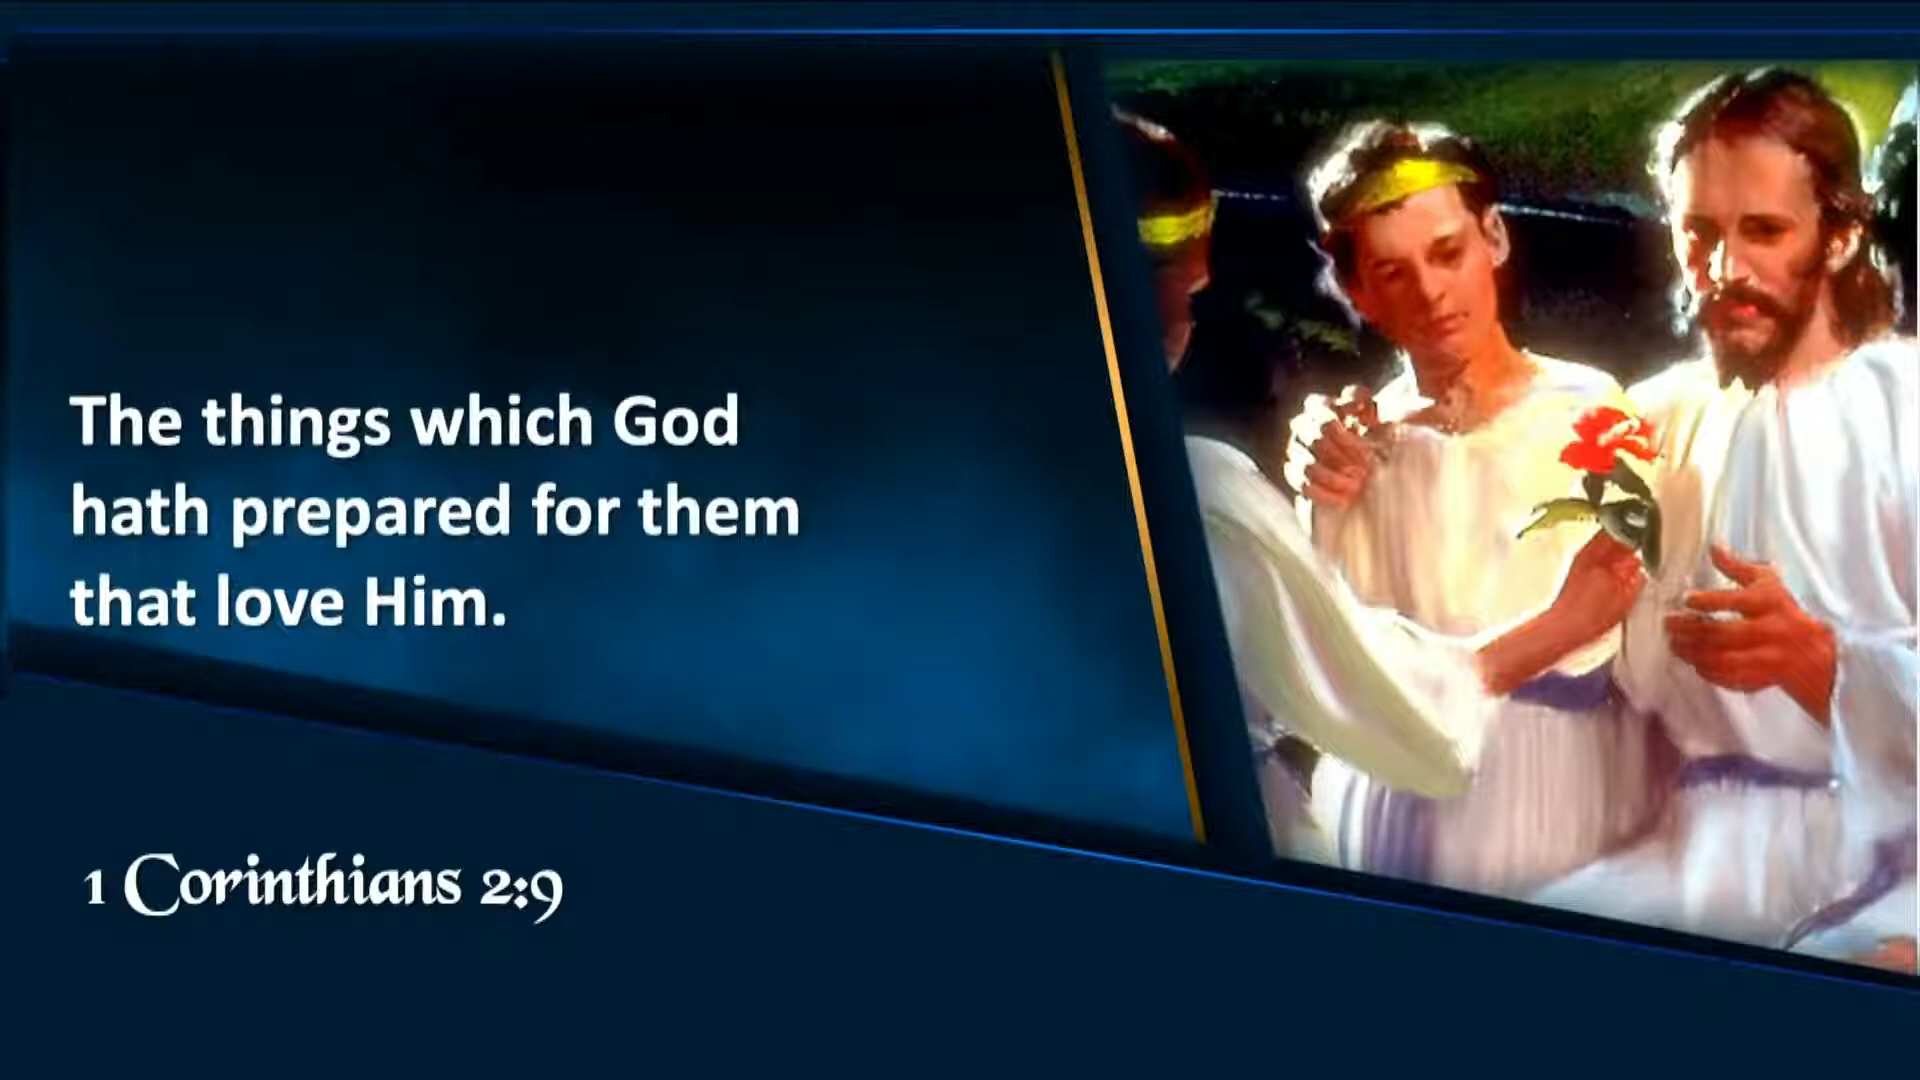 The things which God
hath prepared for them
that love Him.
1 Corinthians 2:9